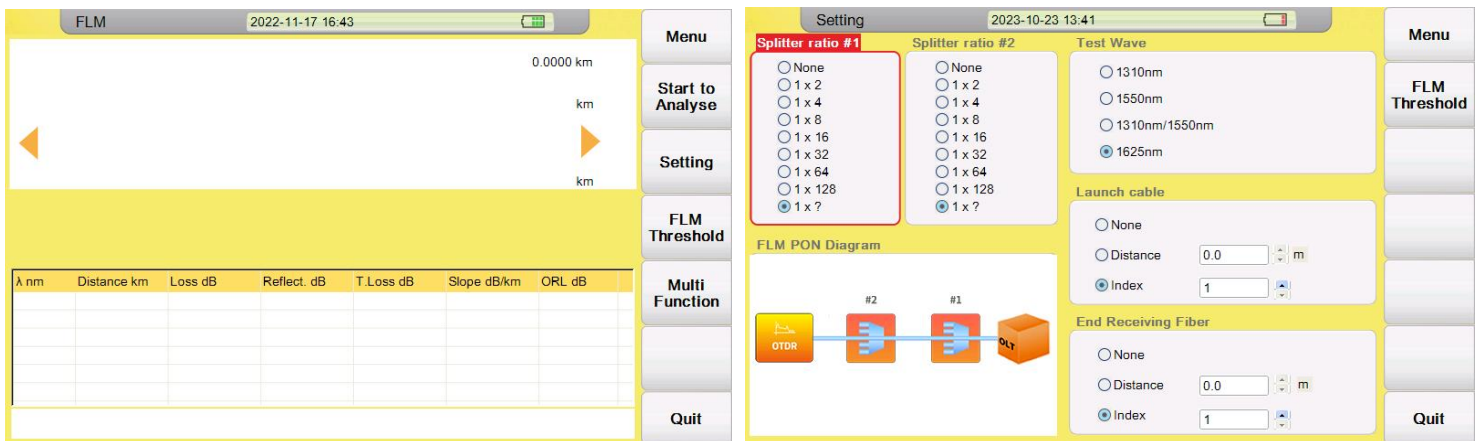 FLM 2022-11-17 16:43
0.0000 km
km
km
λ nm Distance km Loss dB Reflect. dB T.Loss dB Slope dB/km ORL dB
Menu
Start to
Analyse
Setting
FLM
Threshold
Multi
Function
Quit
Setting 2023-10-23 13:41
Splitter ratio #1
None
1 x 2
1 x 4
1 x 8
1 x 16
1 x 32
1 x 64
1 x 128
1 x ?
Splitter ratio #2
None
1 x 2
1 x 4
1 x 8
1 x 16
1 x 32
1 x 64
1 x 128
1 x ?
Test Wave
1310nm
1550nm
1310nm/1550nm
1625nm
Launch cable
None
Distance 0.0 m
Index 1
End Receiving Fiber
None
Distance 0.0 m
Index 1
FLM PON Diagram
#2 #1
OTDR OLT
Menu
FLM
Threshold
Quit